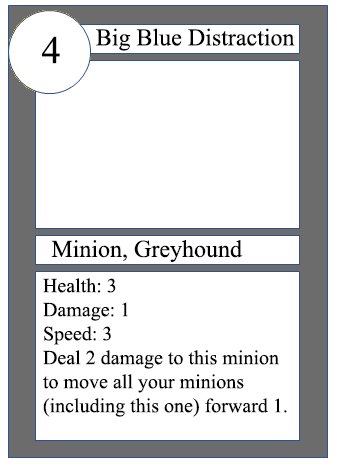 4
Big Blue Distraction
Minion, Greyhound
Health: 3
Damage: 1
Speed: 3
Deal 2 damage to this minion
to move all your minions
(including this one) forward 1.